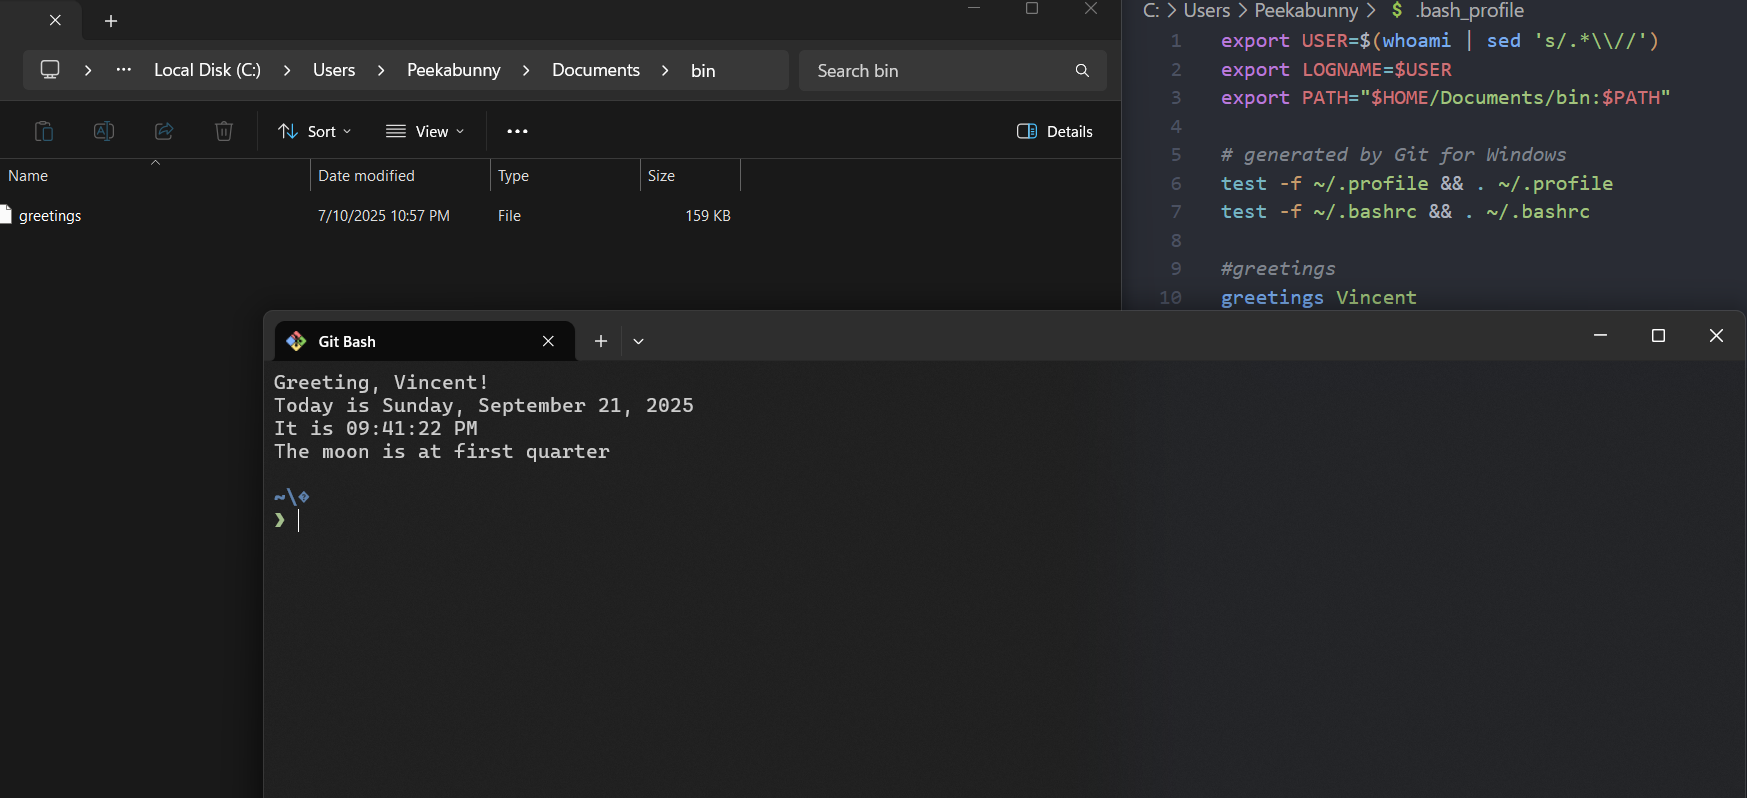 Local Disk (C:) > Users > Peekabunny > Documents > bin
Search bin
Sort
View
Details
Name
Date modified
Type
Size
greetings
7/10/2025 10:57 PM
File
159 KB
C: > Users > Peekabunny > $ .bash_profile
1 export USER=$(whoami | sed 's/.*\\//')
2 export LOGNAME=$USER
3 export PATH="$HOME/Documents/bin:$PATH"
4
5 # generated by Git for Windows
6 test -f ~/.profile && . ~/.profile
7 test -f ~/.bashrc && . ~/.bashrc
8
9 #greetings
10 greetings Vincent
Git Bash
Greeting, Vincent!
Today is Sunday, September 21, 2025
It is 09:41:22 PM
The moon is at first quarter
~\�
❯